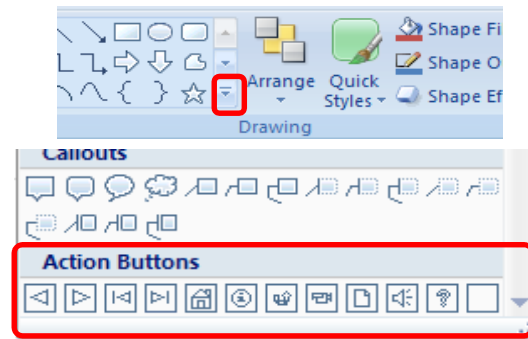 Shape Fi
Shape O
Arrange Quick
Styles
Shape Ef
Drawing
Callouts
Action Buttons